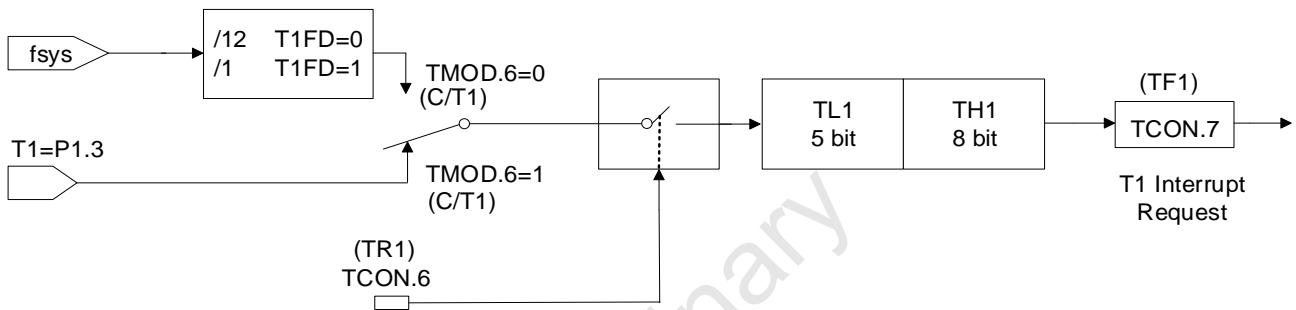 fsys
/12 T1FD=0
/1 T1FD=1
TMOD.6=0
(C/T1)
T1=P1.3
TMOD.6=1
(C/T1)
(TR1)
TCON.6
TL1
5 bit
TH1
8 bit
(TF1)
TCON.7
T1 Interrupt
Request
inary